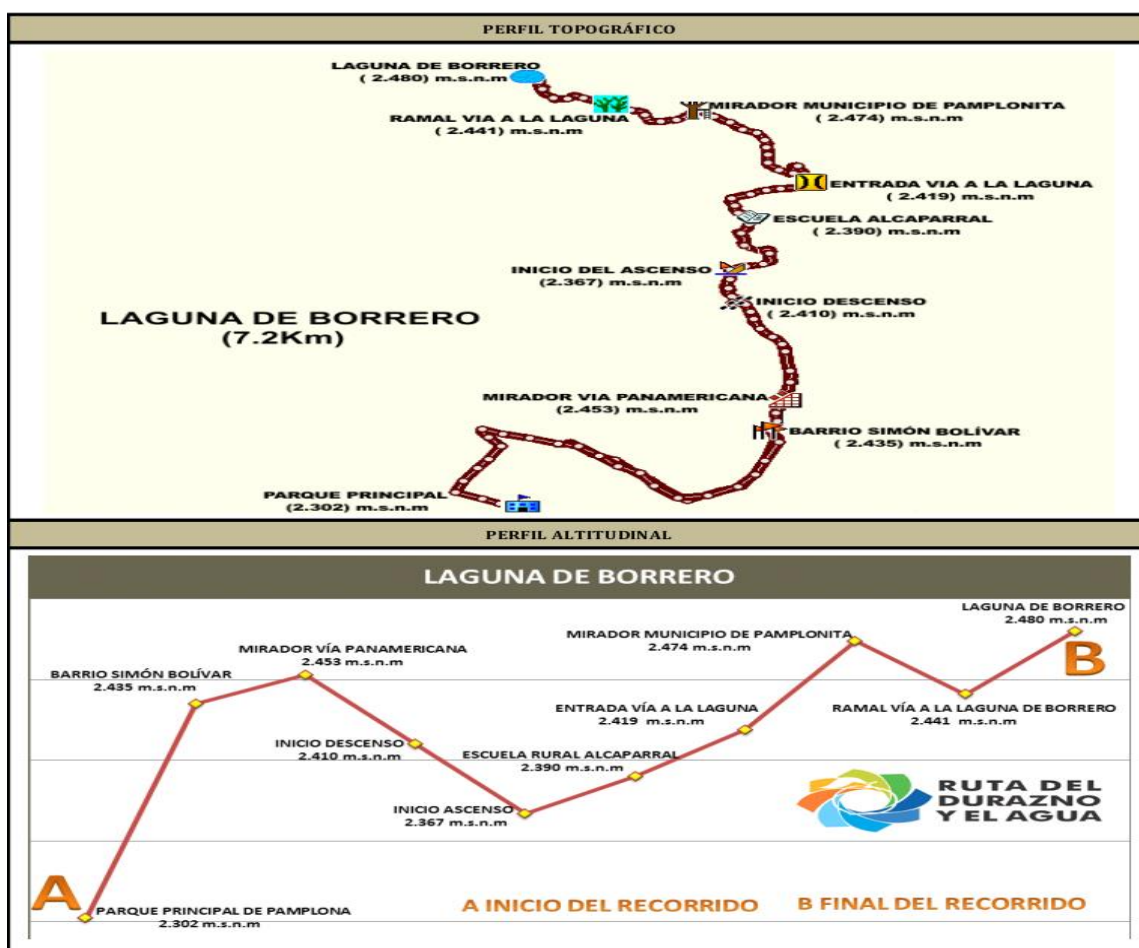 PERFIL TOPOGRÁFICO
LAGUNA DE BORRERO
( 2.480) m.s.n.m
RAMAL VIA A LA LAGUNA
( 2.441) m.s.n.m
MIRADOR MUNICIPIO DE PAMPLONITA
( 2.474) m.s.n.m
ENTRADA VIA A LA LAGUNA
( 2.419) m.s.n.m
ESCUELA ALCAPARRAL
( 2.390) m.s.n.m
INICIO DEL ASCENSO
(2.367) m.s.n.m
INICIO DESCENSO
( 2.410) m.s.n.m
LAGUNA DE BORRERO
(7.2Km)
MIRADOR VIA PANAMERICANA
(2.453) m.s.n.m
BARRIO SIMÓN BOLÍVAR
( 2.435) m.s.n.m
PARQUE PRINCIPAL
(2.302) m.s.n.m
PERFIL ALTITUDINAL
LAGUNA DE BORRERO
LAGUNA DE BORRERO
2.480 m.s.n.m
MIRADOR MUNICIPIO DE PAMPLONITA
2.474 m.s.n.m
MIRADOR VÍA PANAMERICANA
2.453 m.s.n.m
BARRIO SIMÓN BOLÍVAR
2.435 m.s.n.m
B
ENTRADA VÍA A LA LAGUNA
2.419 m.s.n.m
RAMAL VÍA A LA LAGUNA DE BORRERO
2.441 m.s.n.m
INICIO DESCENSO
2.410 m.s.n.m
ESCUELA RURAL ALCAPARRAL
2.390 m.s.n.m
INICIO ASCENSO
2.367 m.s.n.m
RUTA DEL
DURAZNO
Y EL AGUA
A
PARQUE PRINCIPAL DE PAMPLONA
2.302 m.s.n.m
A INICIO DEL RECORRIDO
B FINAL DEL RECORRIDO